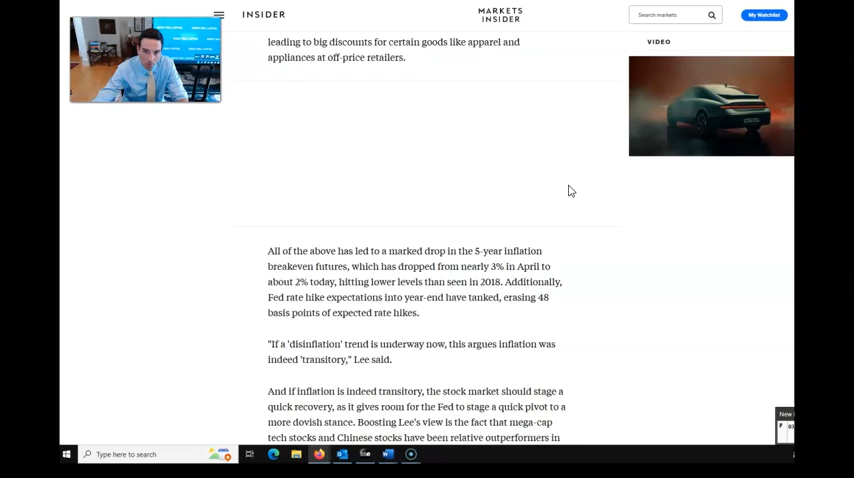 INSIDER
MARKETS
INSIDER
Search markets
My Watchlist
leading to big discounts for certain goods like apparel and
appliances at off-price retailers.
VIDEO
All of the above has led to a marked drop in the 5-year inflation
breakeven futures, which has dropped from nearly 3% in April to
about 2% today, hitting lower levels than seen in 2018. Additionally,
Fed rate hike expectations into year-end have tanked, erasing 48
basis points of expected rate hikes.
"If a 'disinflation' trend is underway now, this argues inflation was
indeed 'transitory,'" Lee said.
And if inflation is indeed transitory, the stock market should stage a
quick recovery, as it gives room for the Fed to stage a quick pivot to a
more dovish stance. Boosting Lee's view is the fact that mega-cap
tech stocks and Chinese stocks have been relative outperformers in
New
Type here to search